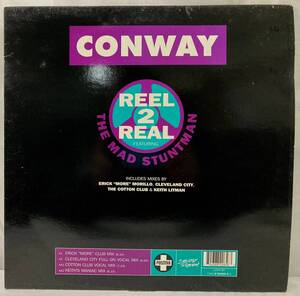 CONWAY
REEL
2
REAL
FEATURING
THE MAD STUNTMAN
INCLUDES MIXES BY
ERICK "MORE" MORILLO, CLEVELAND CITY,
THE COTTON CLUB & KEITH LITMAN
ERICK "MORE" CLUB MIX
CLEVELAND CITY FULL ON VOCAL MIX
COTTON CLUB VOCAL MIX
KEITH'S MANIAC MIX
POSITIVA